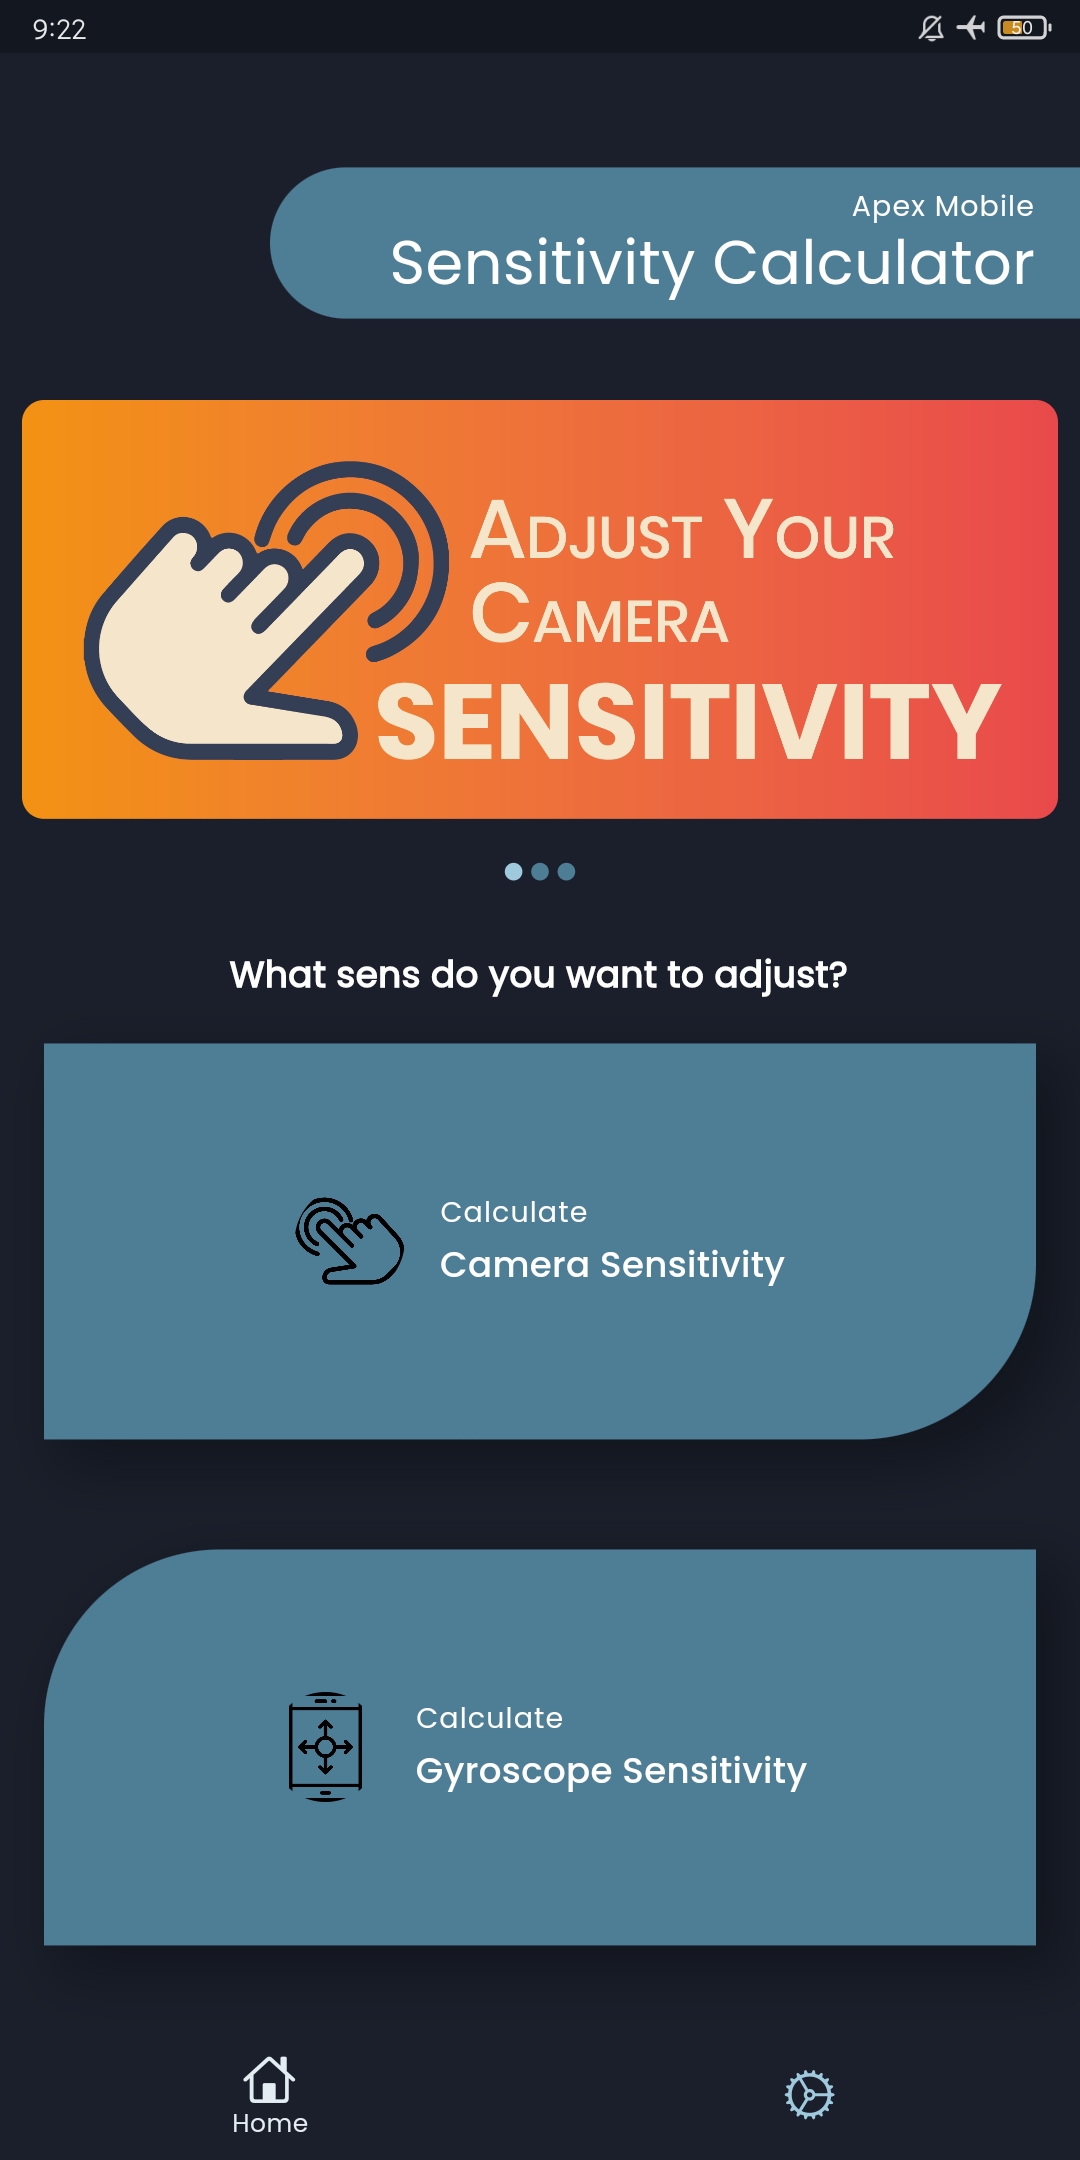 9:22
50
Apex Mobile
Sensitivity Calculator
ADJUST YOUR
CAMERA
SENSITIVITY
What sens do you want to adjust?
Calculate
Camera Sensitivity
Calculate
Gyroscope Sensitivity
Home